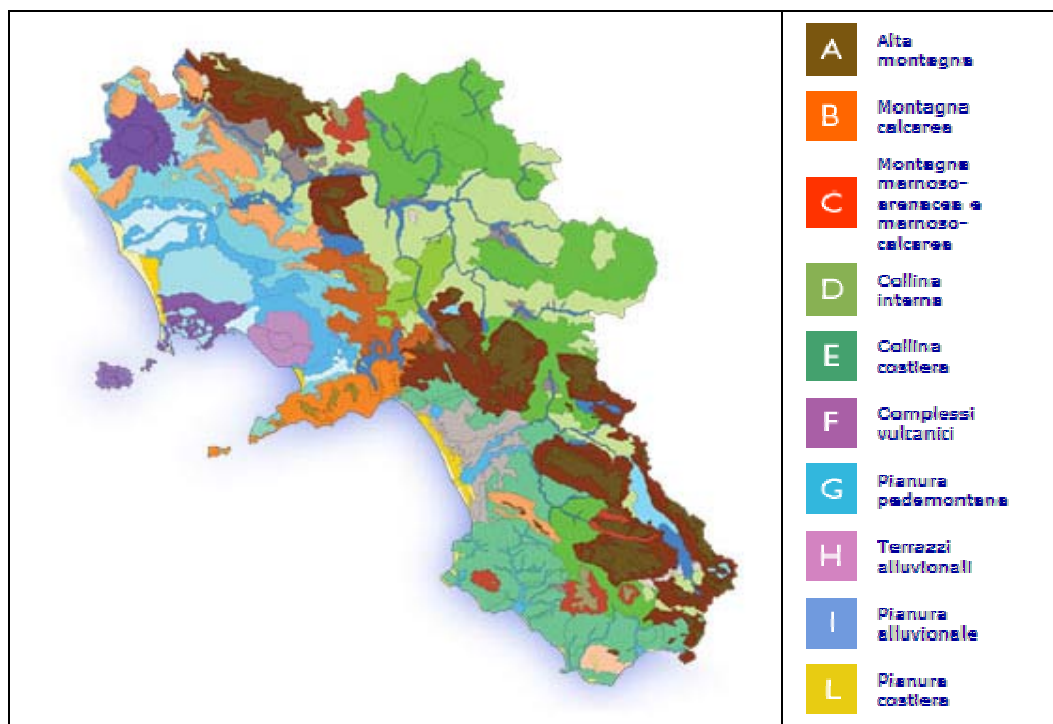 A
Alta
montagna
B
Montagna
calcarea
C
Montagna
marnoso-
arenacea e
marnoso-
calcarea
D
Collina
interna
E
Collina
costiera
F
Complessi
vulcanici
G
Pianura
pedemontana
H
Terrazzi
alluvionali
I
Pianura
alluvionale
L
Pianura
costiera